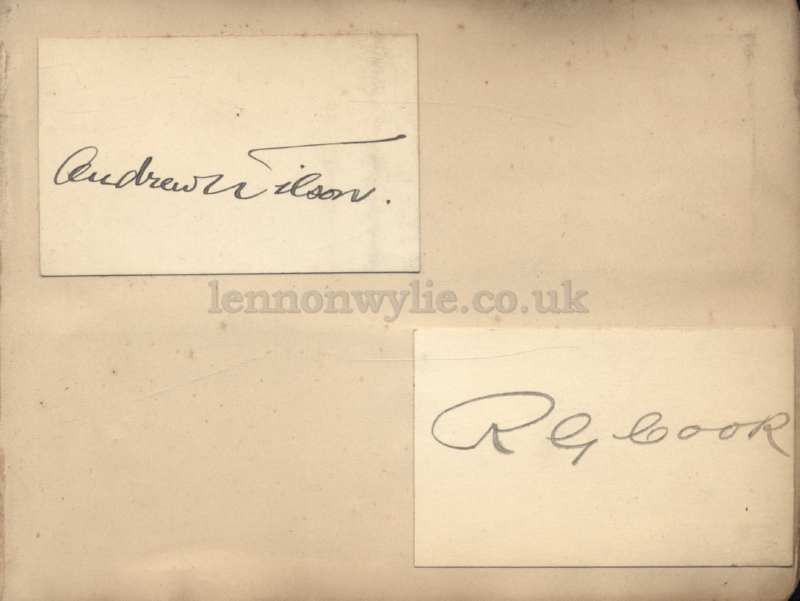 Andrew Wilson.
lennonwylie.co.uk
R G Cook